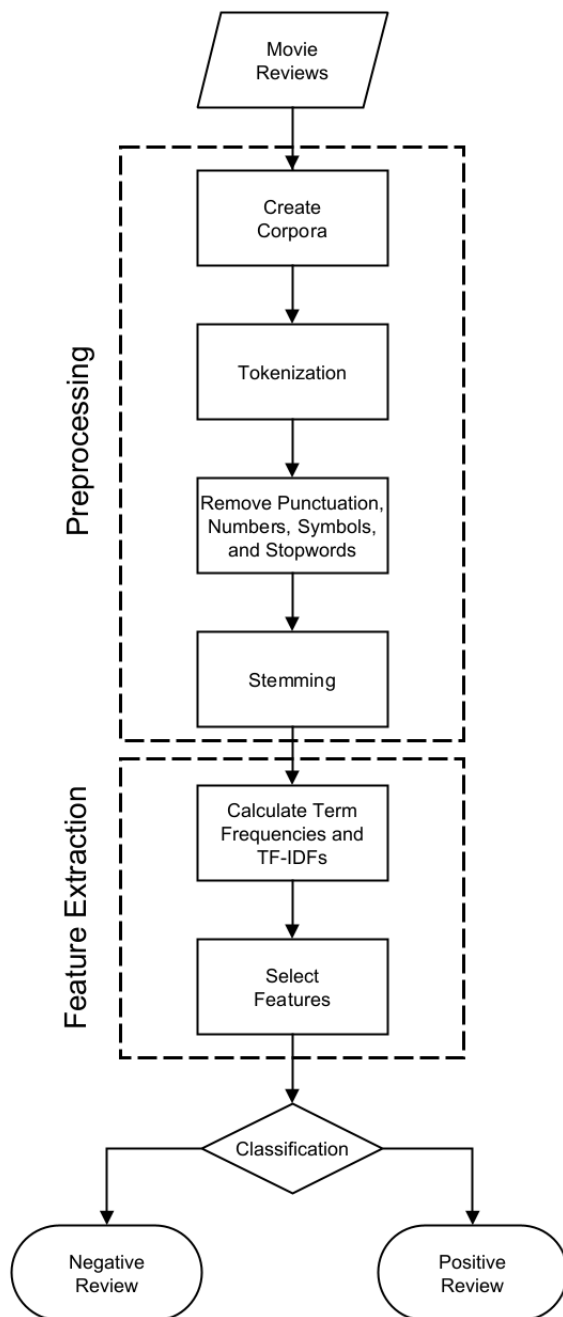 Movie
Reviews
Preprocessing
Create
Corpora
Tokenization
Remove Punctuation,
Numbers, Symbols,
and Stopwords
Stemming
Feature Extraction
Calculate Term
Frequencies and
TF-IDFs
Select
Features
Classification
Negative
Review
Positive
Review